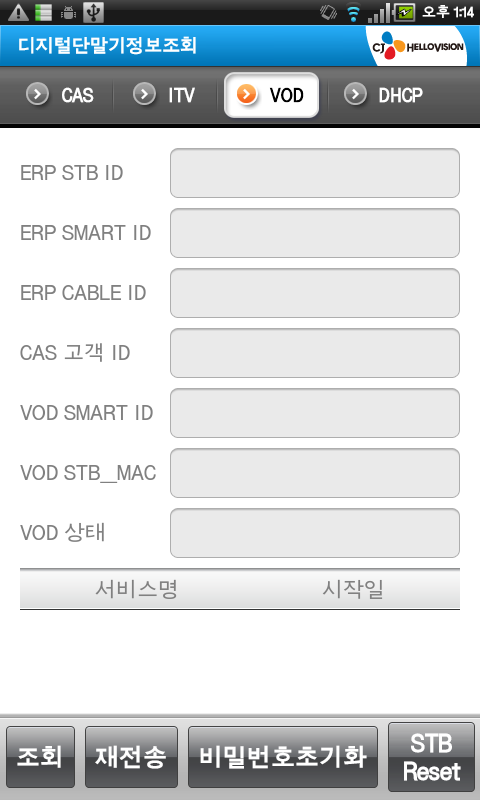 오후 1:14
디지털단말기정보조회
CJ HELLOVISION
CAS ITV VOD DHCP
ERP STB ID
ERP SMART ID
ERP CABLE ID
CAS 고객 ID
VOD SMART ID
VOD STB_MAC
VOD 상태
서비스명 시작일
조회 재전송 비밀번호초기화 STB Reset